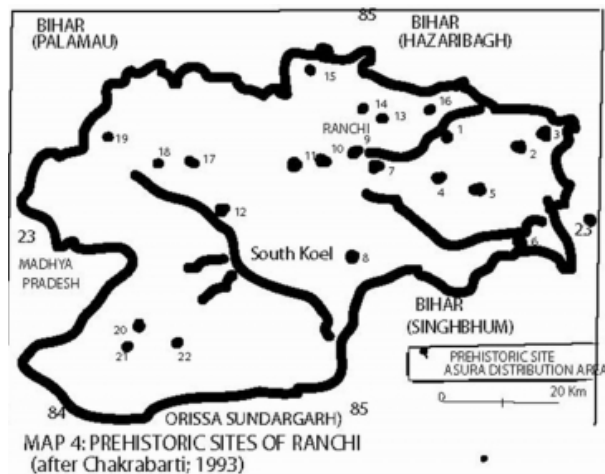 BIHAR
(PALAMAU)
85
BIHAR
(HAZARIBAGH)
15
14
13
16
RANCHI
1
3
2
19
18
17
11
10
9
7
4
5
12
23
South Koel
8
6
23
MADHYA
PRADESH
BIHAR
(SINGHBHUM)
20
21
22
PREHISTORIC SITE
ASURA DISTRIBUTION AREA
0
20 Km
84
ORISSA SUNDARGARH)
85
MAP 4: PREHISTORIC SITES OF RANCHI
(after Chakrabarti; 1993)